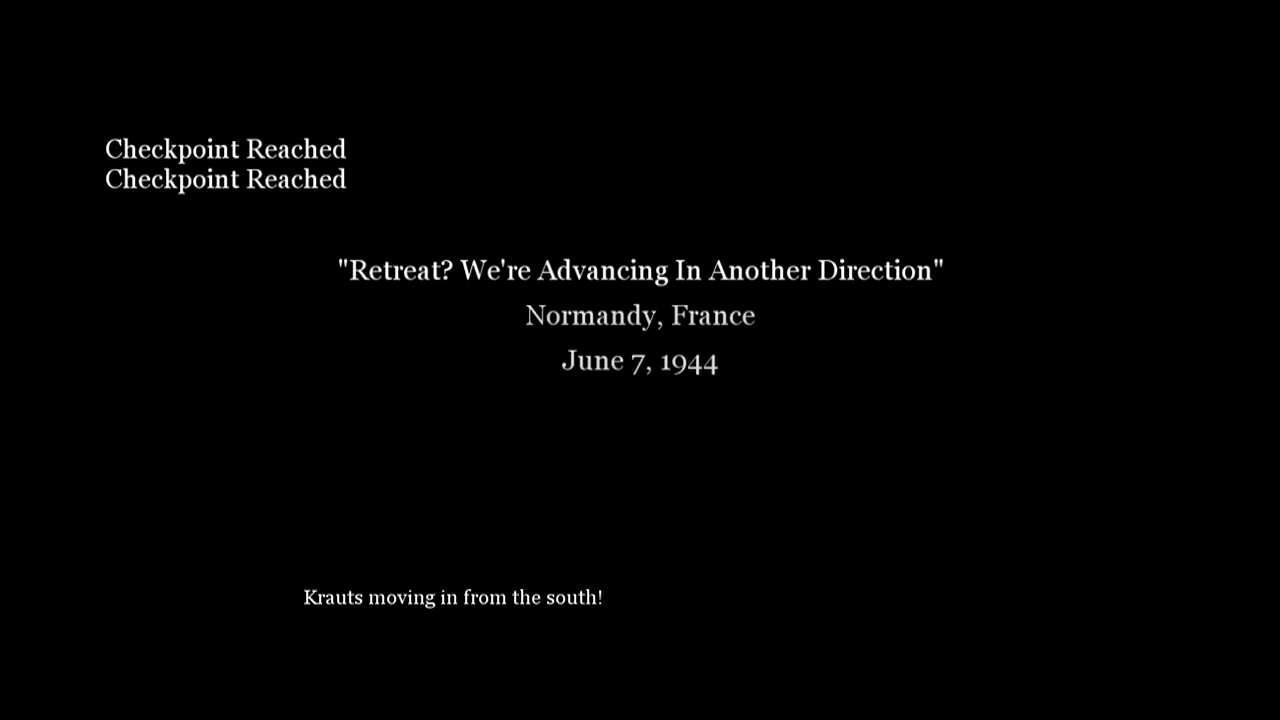 Checkpoint Reached
Checkpoint Reached
"Retreat? We're Advancing In Another Direction"
Normandy, France
June 7, 1944
Krauts moving in from the south!